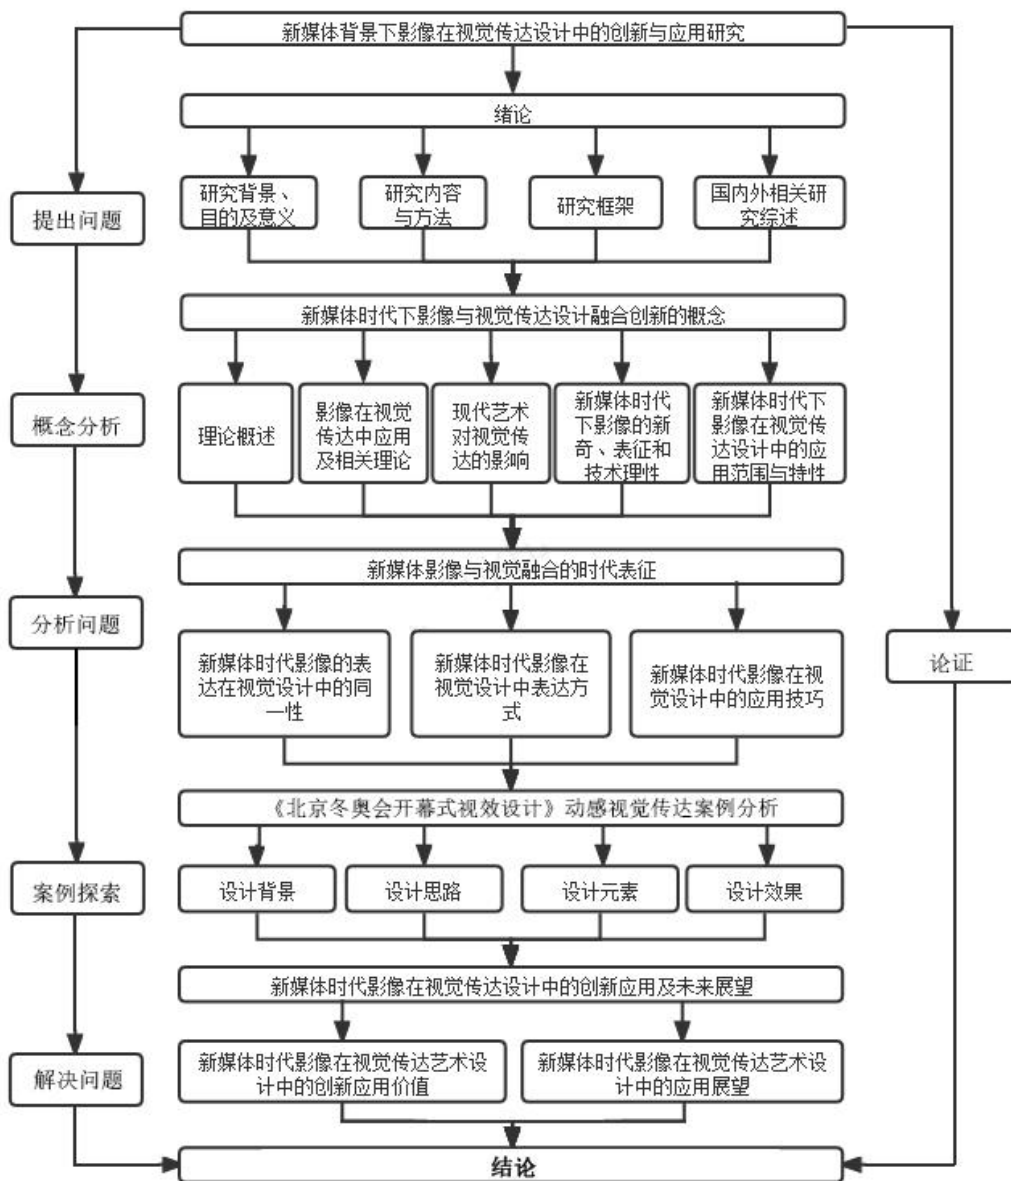 新媒体背景下影像在视觉传达设计中的创新与应用研究
绪论
提出问题
研究背景、
目的及意义
研究内容
与方法
研究框架
国内外相关研
究综述
新媒体时代下影像与视觉传达设计融合创新的概念
概念分析
理论概述
影像在视觉
传达中应用
及相关理论
现代艺术
对视觉传
达的影响
新媒体时代
下影像的新
奇、表征和
技术理性
新媒体时代下
影像在视觉传
达设计中的应
用范围与特性
新媒体影像与视觉融合的时代表征
分析问题
新媒体时代影像的表
达在视觉设计中的同
一性
新媒体时代影像在
视觉设计中表达方
式
新媒体时代影像在视
觉设计中的应用技巧
论证
《北京冬奥会开幕式视效设计》动感视觉传达案例分析
案例探索
设计背景
设计思路
设计元素
设计效果
新媒体时代影像在视觉传达设计中的创新应用及未来展望
解决问题
新媒体时代影像在视觉传达艺术设
计中的创新应用价值
新媒体时代影像在视觉传达艺术设
计中的应用展望
结论